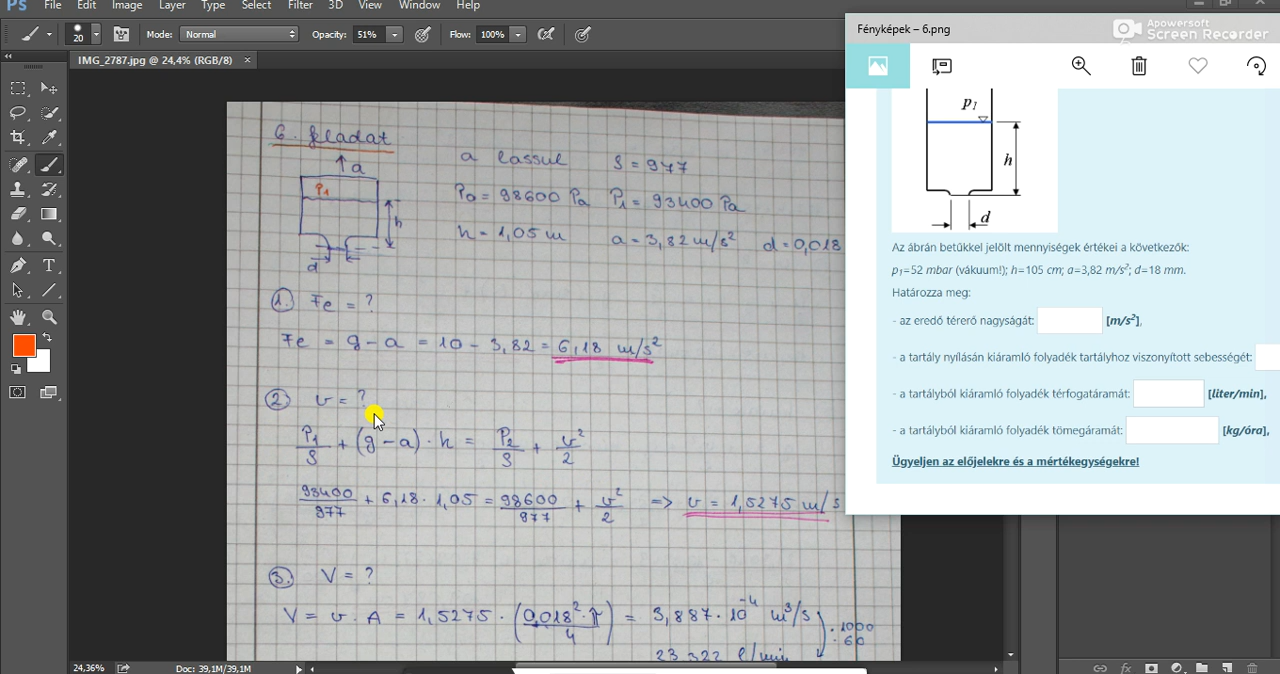 File Edit Image Layer Type Select Filter 3D View Window Help
20 Mode: Normal Opacity: 51% Flow: 100%
IMG_2787.jpg @ 24,4% (RGB/8) ×
6. feladat
a
P1
h
d
a lassul ρ = 977
P0 = 98600 Pa P1 = 93400 Pa
h = 1,05 m a = 3,82 m/s² d = 0,018
1. Fe = ?
Fe = g - a = 10 - 3,82 = 6,18 m/s²
2. v = ?
P1/ρ + (g-a) · h = P2/ρ + v²/2
93400/977 + 6,18 · 1,05 = 98600/977 + v²/2 => v = 1,5275 m/s
3. V = ?
V = v · A = 1,5275 · (0,018² · π / 4) = 3,887 · 10⁻⁴ m³/s
· 1000
· 60
23,322 l/min
24,36% Doc: 39,1M/39,1M
Fényképek – 6.png
Apowersoft
Screen Recorder
p1
h
d
Az ábrán betűkkel jelölt mennyiségek értékei a következők:
p1=52 mbar (vákuum!); h=105 cm; a=3,82 m/s²; d=18 mm.
Határozza meg:
- az eredő térerő nagyságát: [m/s²],
- a tartály nyílásán kiáramló folyadék tartályhoz viszonyított sebességét:
- a tartályból kiáramló folyadék térfogatáramát: [liter/min],
- a tartályból kiáramló folyadék tömegáramát: [kg/óra],
Ügyeljen az előjelekre és a mértékegységekre!